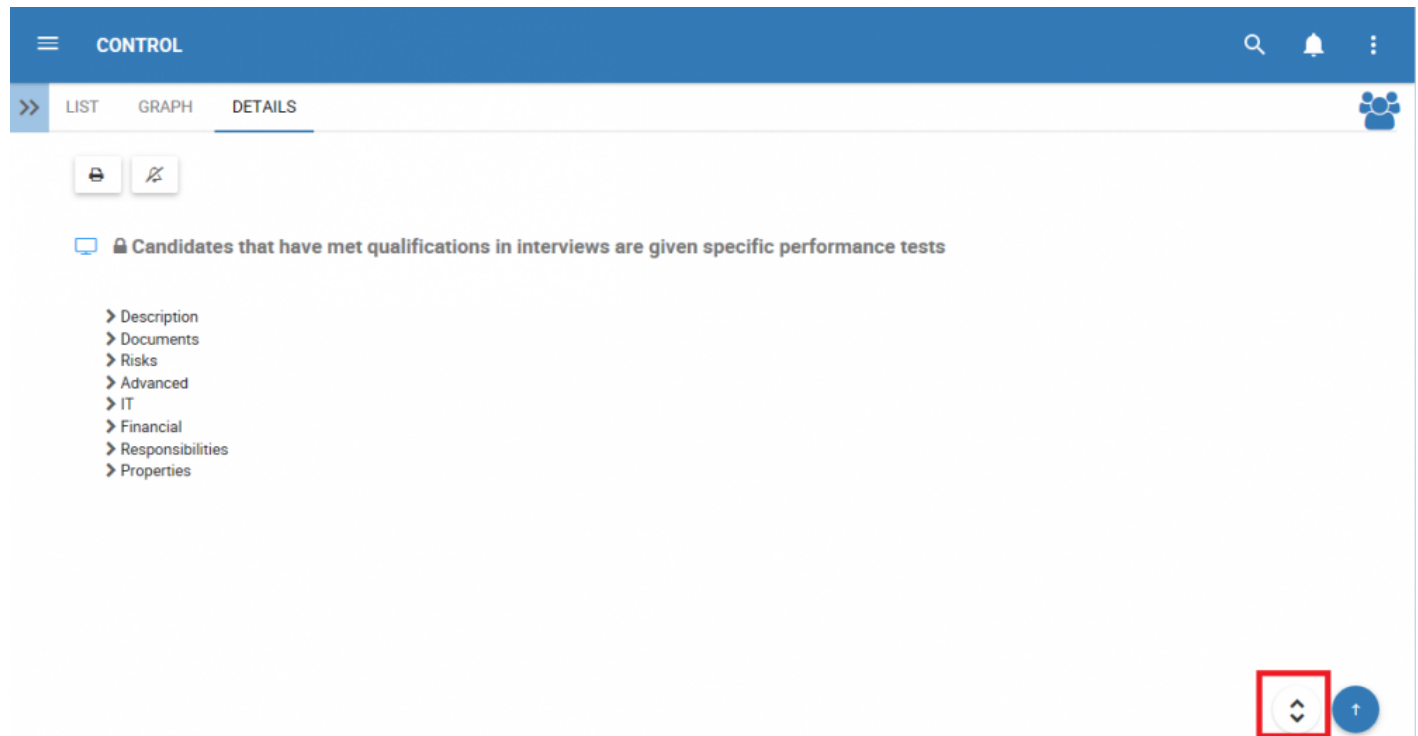 CONTROL
LIST GRAPH DETAILS
Candidates that have met qualifications in interviews are given specific performance tests
Description
Documents
Risks
Advanced
IT
Financial
Responsibilities
Properties